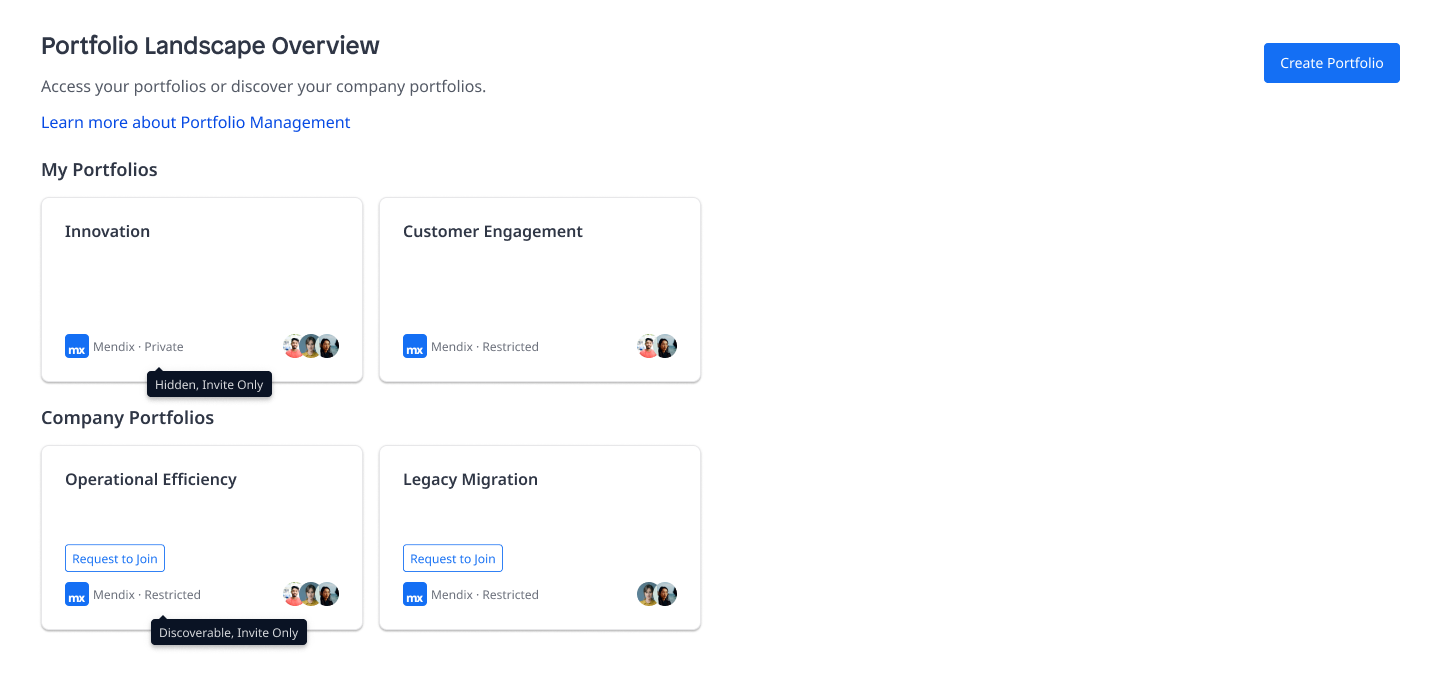 Portfolio Landscape Overview
Create Portfolio
Access your portfolios or discover your company portfolios.
Learn more about Portfolio Management
My Portfolios
Innovation
Customer Engagement
mx Mendix · Private
mx Mendix · Restricted
Hidden, Invite Only
Company Portfolios
Operational Efficiency
Legacy Migration
Request to Join
Request to Join
mx Mendix · Restricted
mx Mendix · Restricted
Discoverable, Invite Only